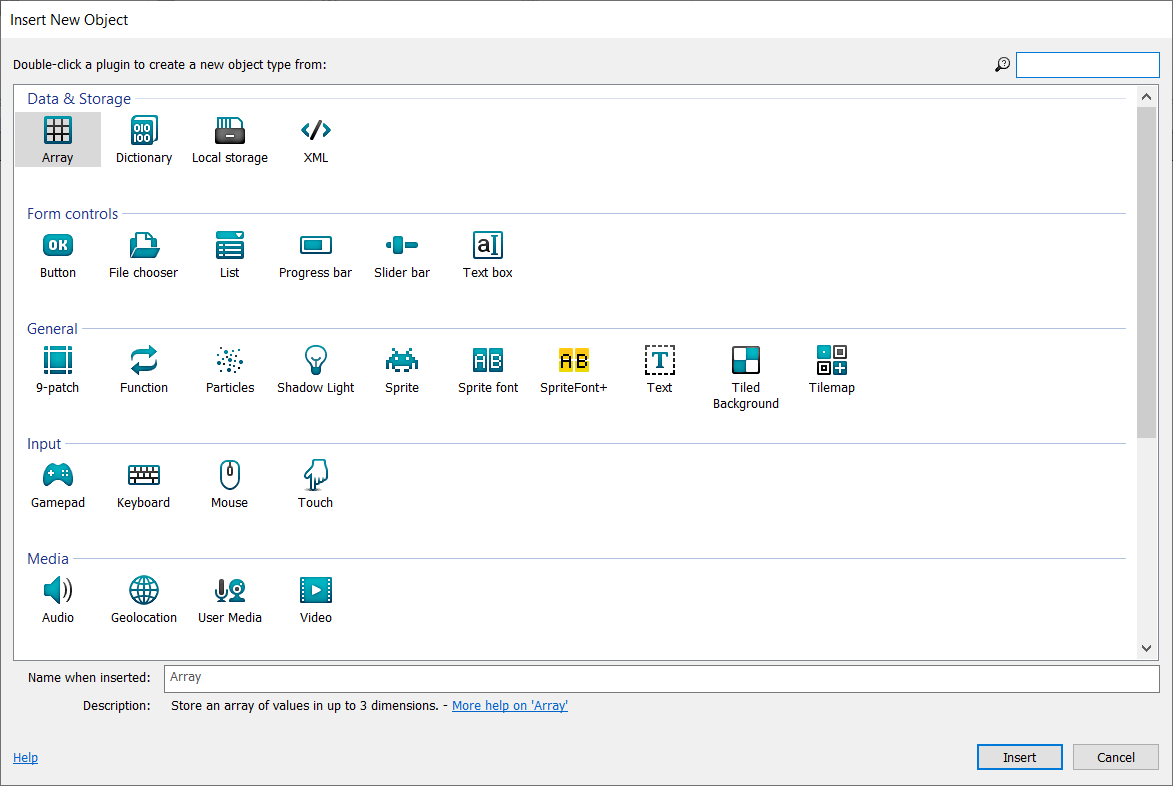 Insert New Object
Double-click a plugin to create a new object type from:
Data & Storage
Array Dictionary Local storage XML
Form controls
OK aI
Button File chooser List Progress bar Slider bar Text box
General
AB AB T
9-patch Function Particles Shadow Light Sprite Sprite font SpriteFont+ Text Tiled Background Tilemap
Input
Gamepad Keyboard Mouse Touch
Media
Audio Geolocation User Media Video
Name when inserted: Array
Description: Store an array of values in up to 3 dimensions. - More help on 'Array'
Help Insert Cancel